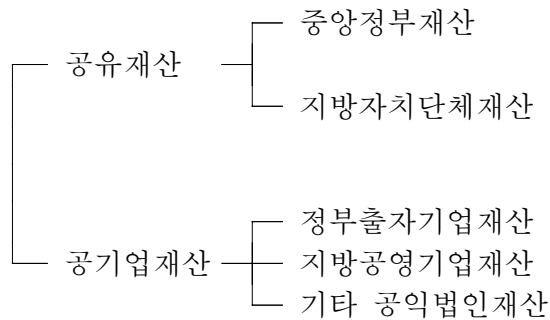 중앙정부재산
공유재산
지방자치단체재산
정부출자기업재산
공기업재산
지방공영기업재산
기타 공익법인재산